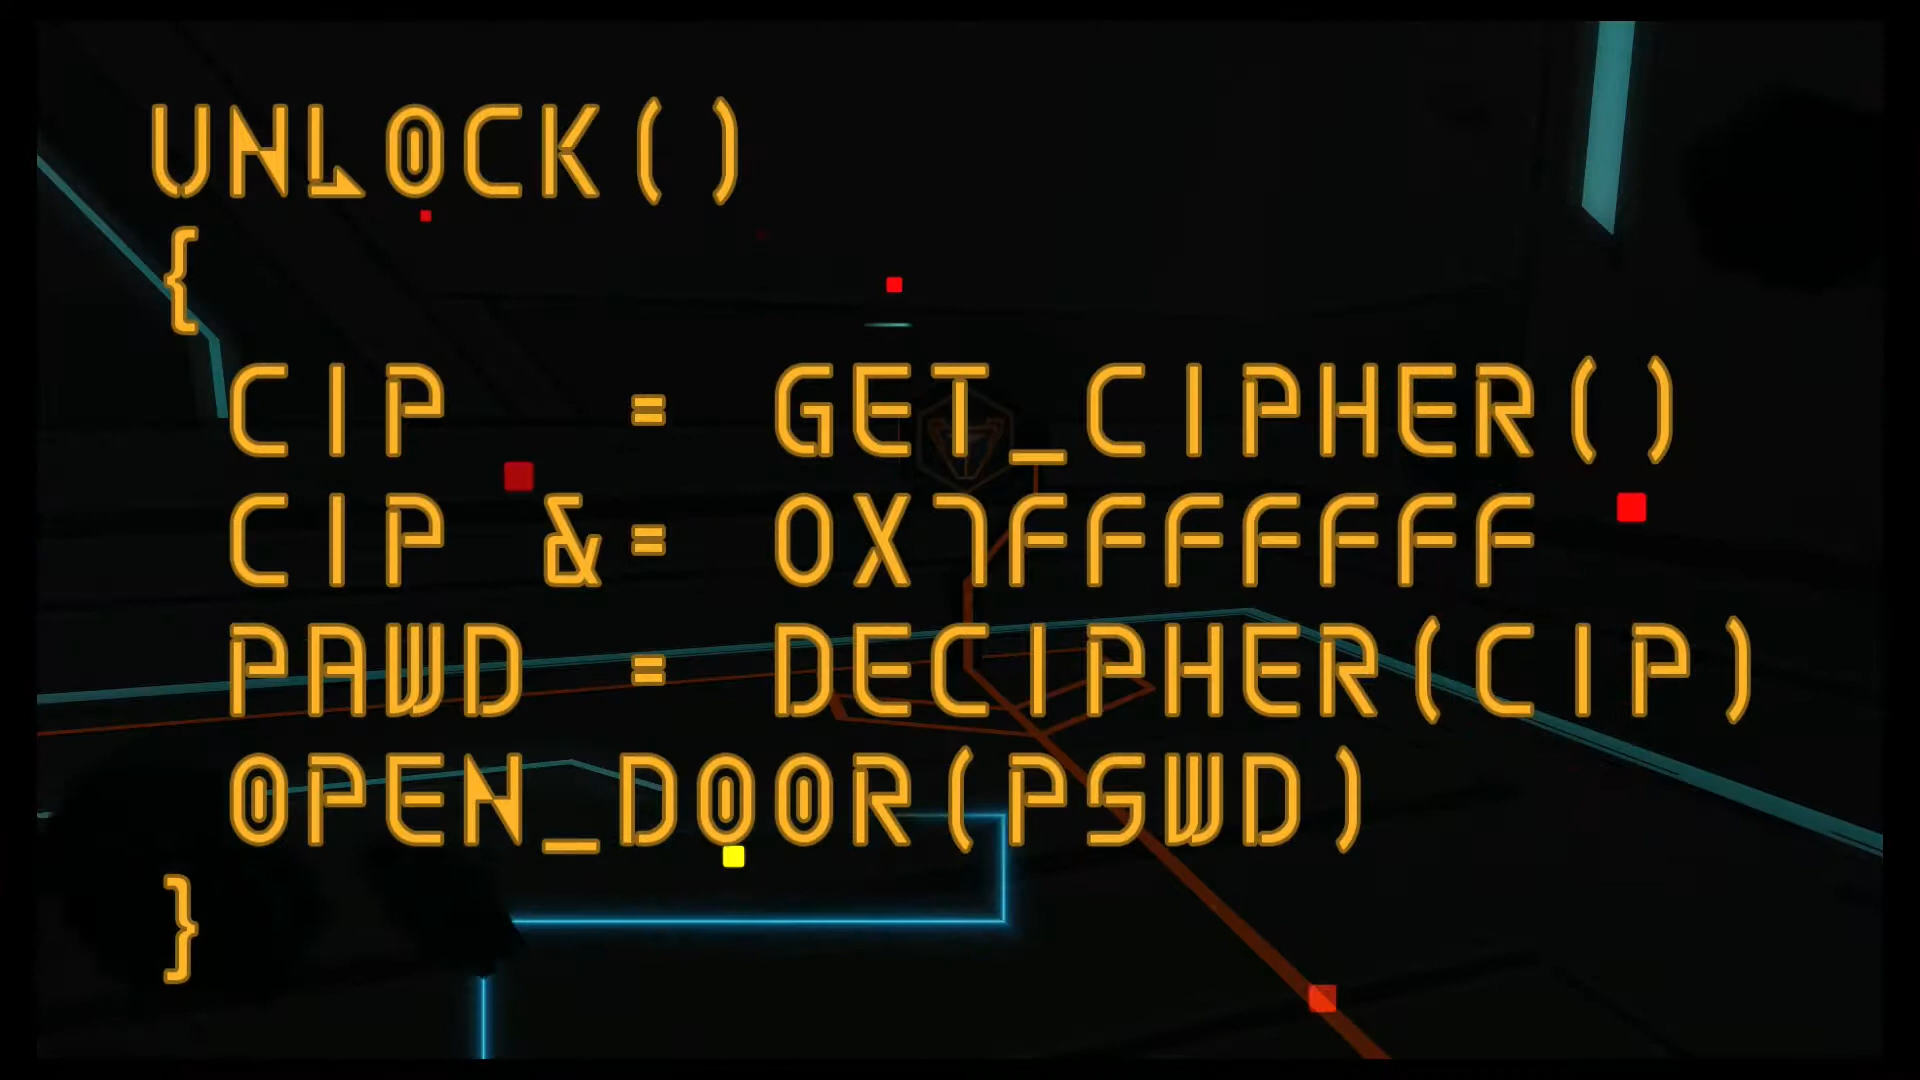 UNLOCK()
{
CIP = GET_CIPHER()
CIP &= 0X7FFFFFFF
PAWD = DECIPHER(CIP)
OPEN_DOOR(PSWD)
}